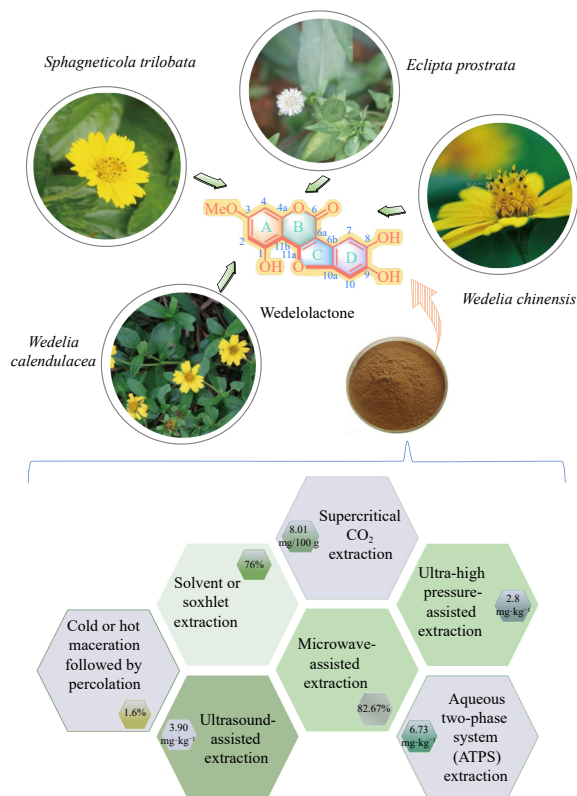 Sphagneticola trilobata
Eclipta prostrata
MeO
3
4
4a
O
6
O
A
B
2
1
11b
11a
6a
6b
7
8
OH
OH
O
C
D
10a
10
9
OH
Wedelolactone
Wedelia chinensis
Wedelia
calendulacea
8.01
mg/100 g
Supercritical
CO₂
extraction
76%
Solvent or
soxhlet
extraction
Ultra-high
pressure-
assisted
extraction
2.8
mg·kg⁻¹
Cold or hot
maceration
followed by
percolation
1.6%
Microwave-
assisted
extraction
82.67%
3.90
mg·kg⁻¹
Ultrasound-
assisted
extraction
6.73
mg·kg⁻¹
Aqueous
two-phase
system
(ATPS)
extraction